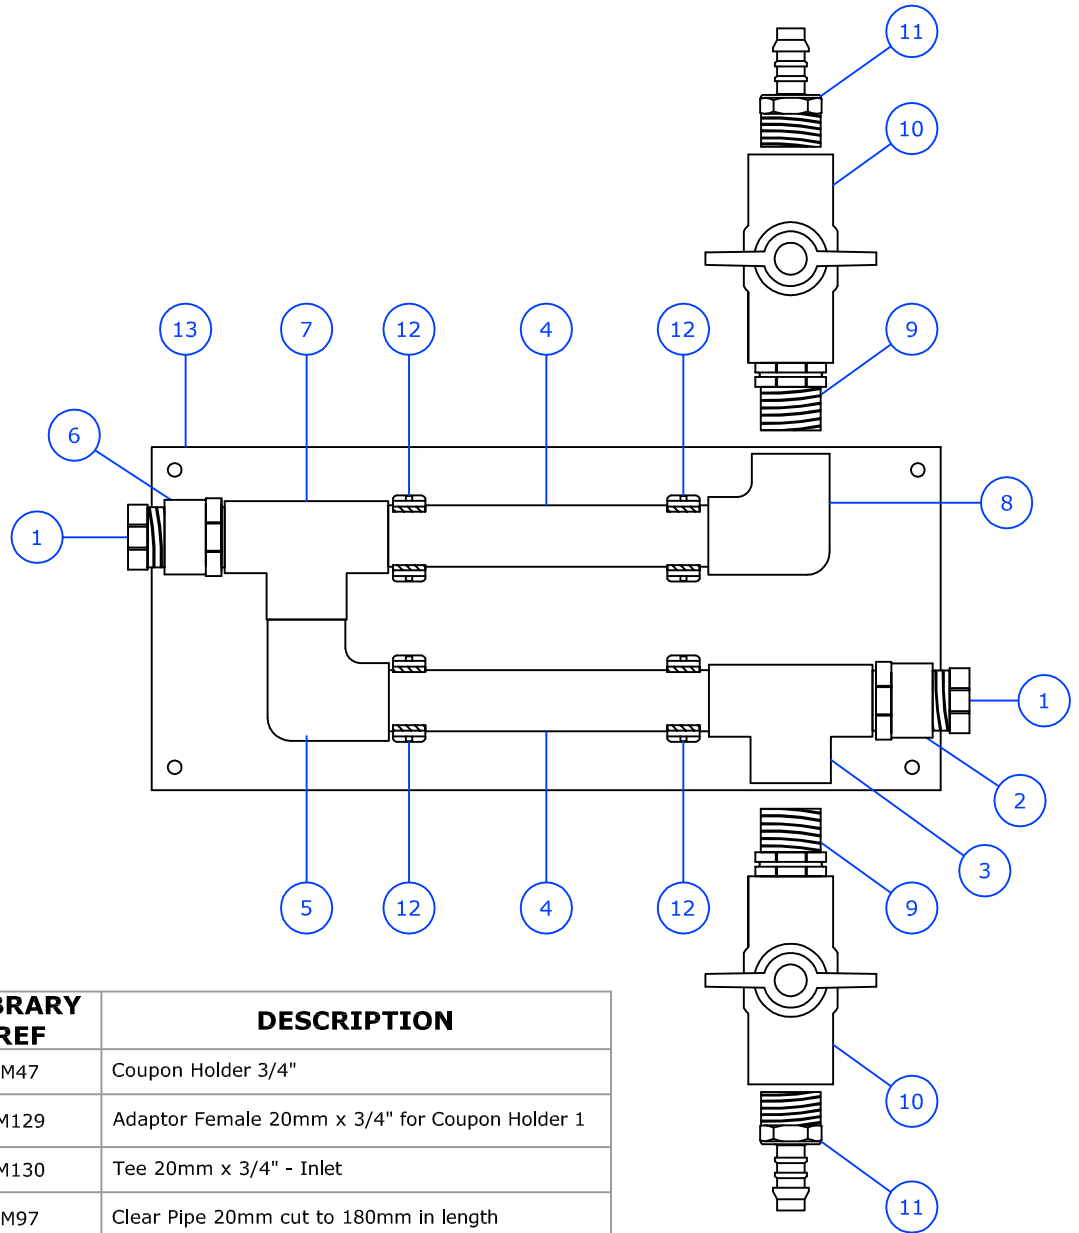 11
10
13
7
12
4
12
9
6
8
1
1
2
3
5
12
4
12
9
10
11
DESCRIPTION
REF
M47
Coupon Holder 3/4"
M129
Adaptor Female 20mm x 3/4" for Coupon Holder 1
M130
Tee 20mm x 3/4" - Inlet
M97
Clear Pipe 20mm cut to 180mm in length